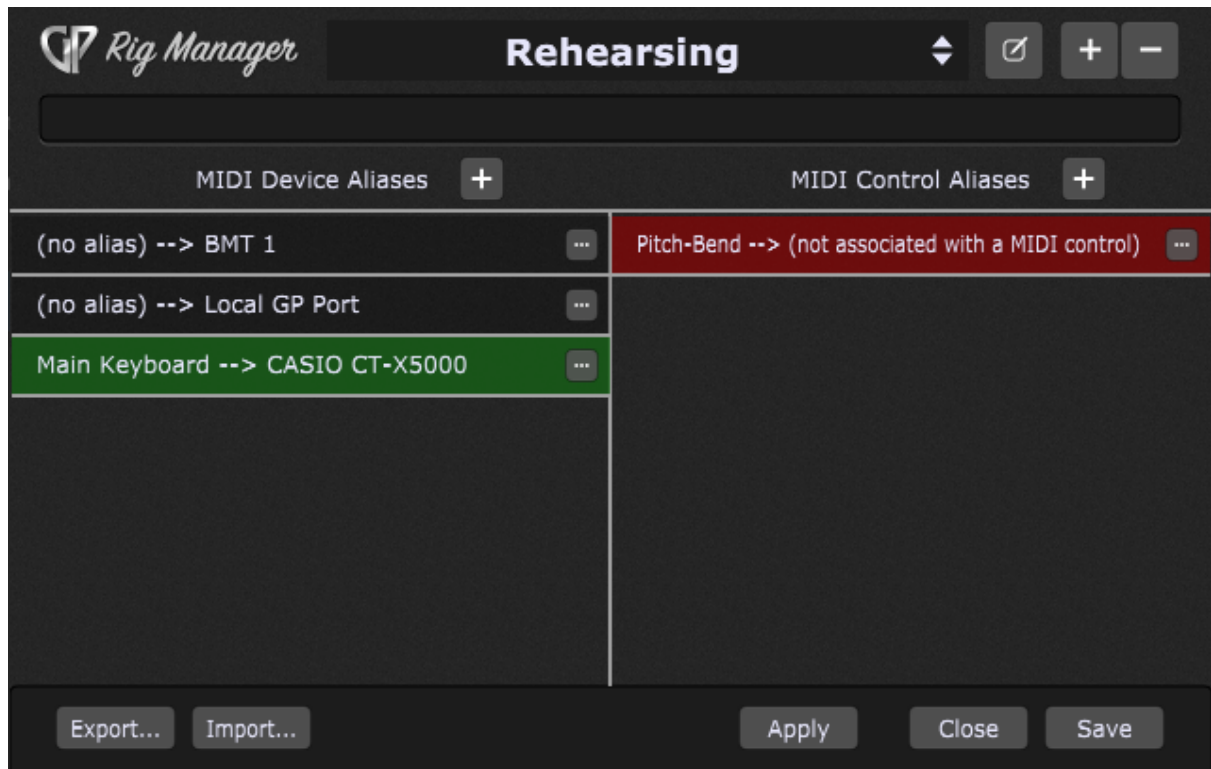 GP Rig Manager
Rehearsing
+ −
MIDI Device Aliases +
MIDI Control Aliases +
(no alias) --> BMT 1 ...
(no alias) --> Local GP Port ...
Main Keyboard --> CASIO CT-X5000 ...
Pitch-Bend --> (not associated with a MIDI control) ...
Export... Import... Apply Close Save